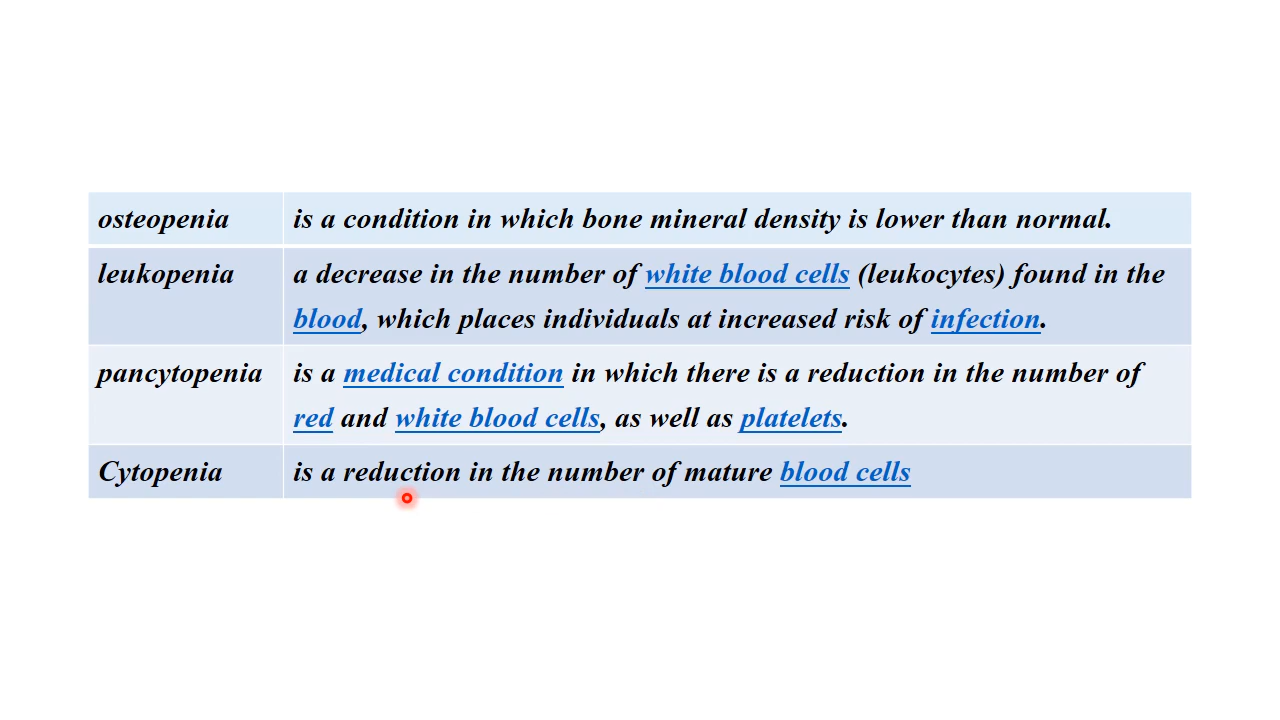 osteopenia is a condition in which bone mineral density is lower than normal.
leukopenia a decrease in the number of white blood cells (leukocytes) found in the
blood, which places individuals at increased risk of infection.
pancytopenia is a medical condition in which there is a reduction in the number of
red and white blood cells, as well as platelets.
Cytopenia is a reduction in the number of mature blood cells